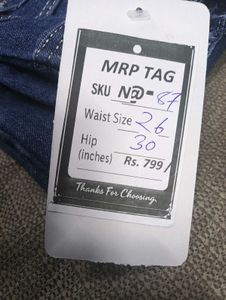 MRP TAG
SKU N@-87
Waist Size 26
Hip 30
(inches) Rs. 799/
Thanks For Choosing.